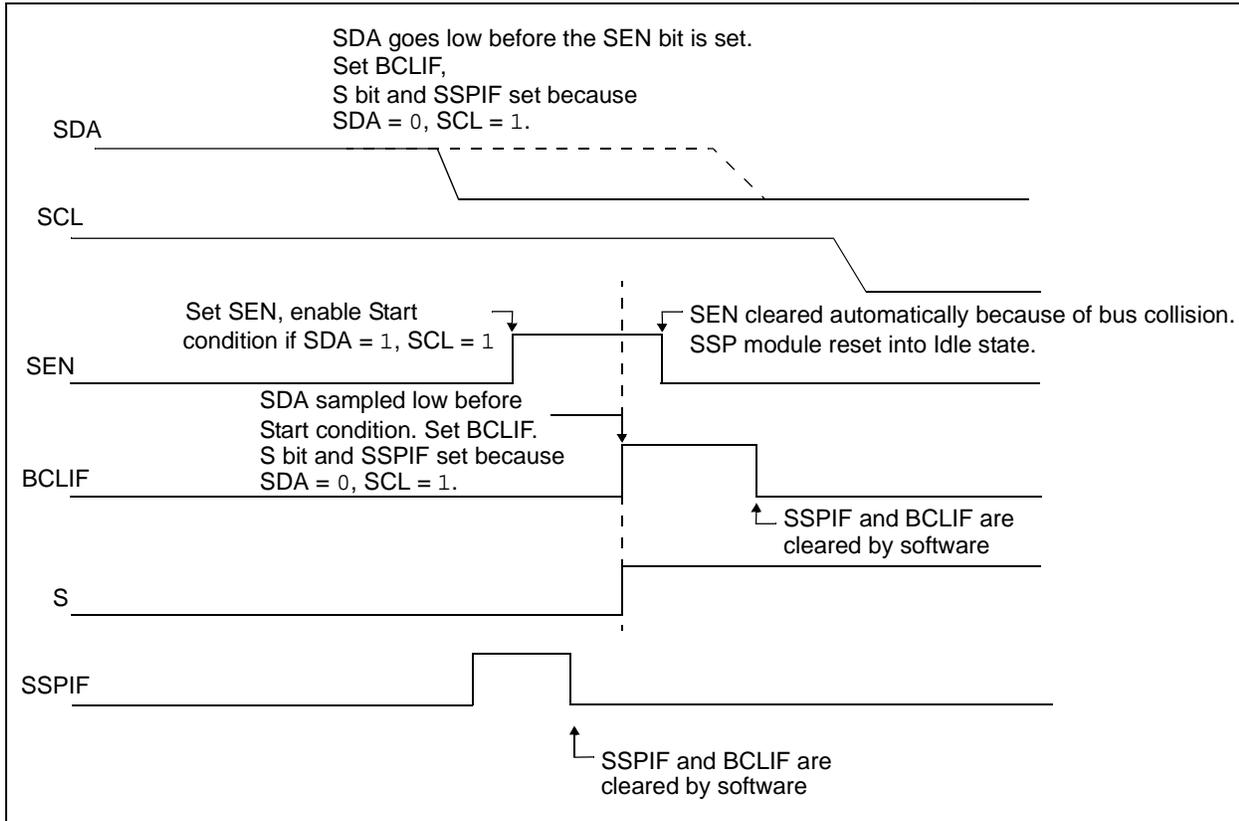 SDA goes low before the SEN bit is set.
Set BCLIF,
S bit and SSPIF set because
SDA = 0, SCL = 1.
SDA
SCL
Set SEN, enable Start
condition if SDA = 1, SCL = 1
SEN cleared automatically because of bus collision.
SSP module reset into Idle state.
SEN
SDA sampled low before
Start condition. Set BCLIF.
S bit and SSPIF set because
SDA = 0, SCL = 1.
BCLIF
SSPIF and BCLIF are
cleared by software
S
SSPIF
SSPIF and BCLIF are
cleared by software